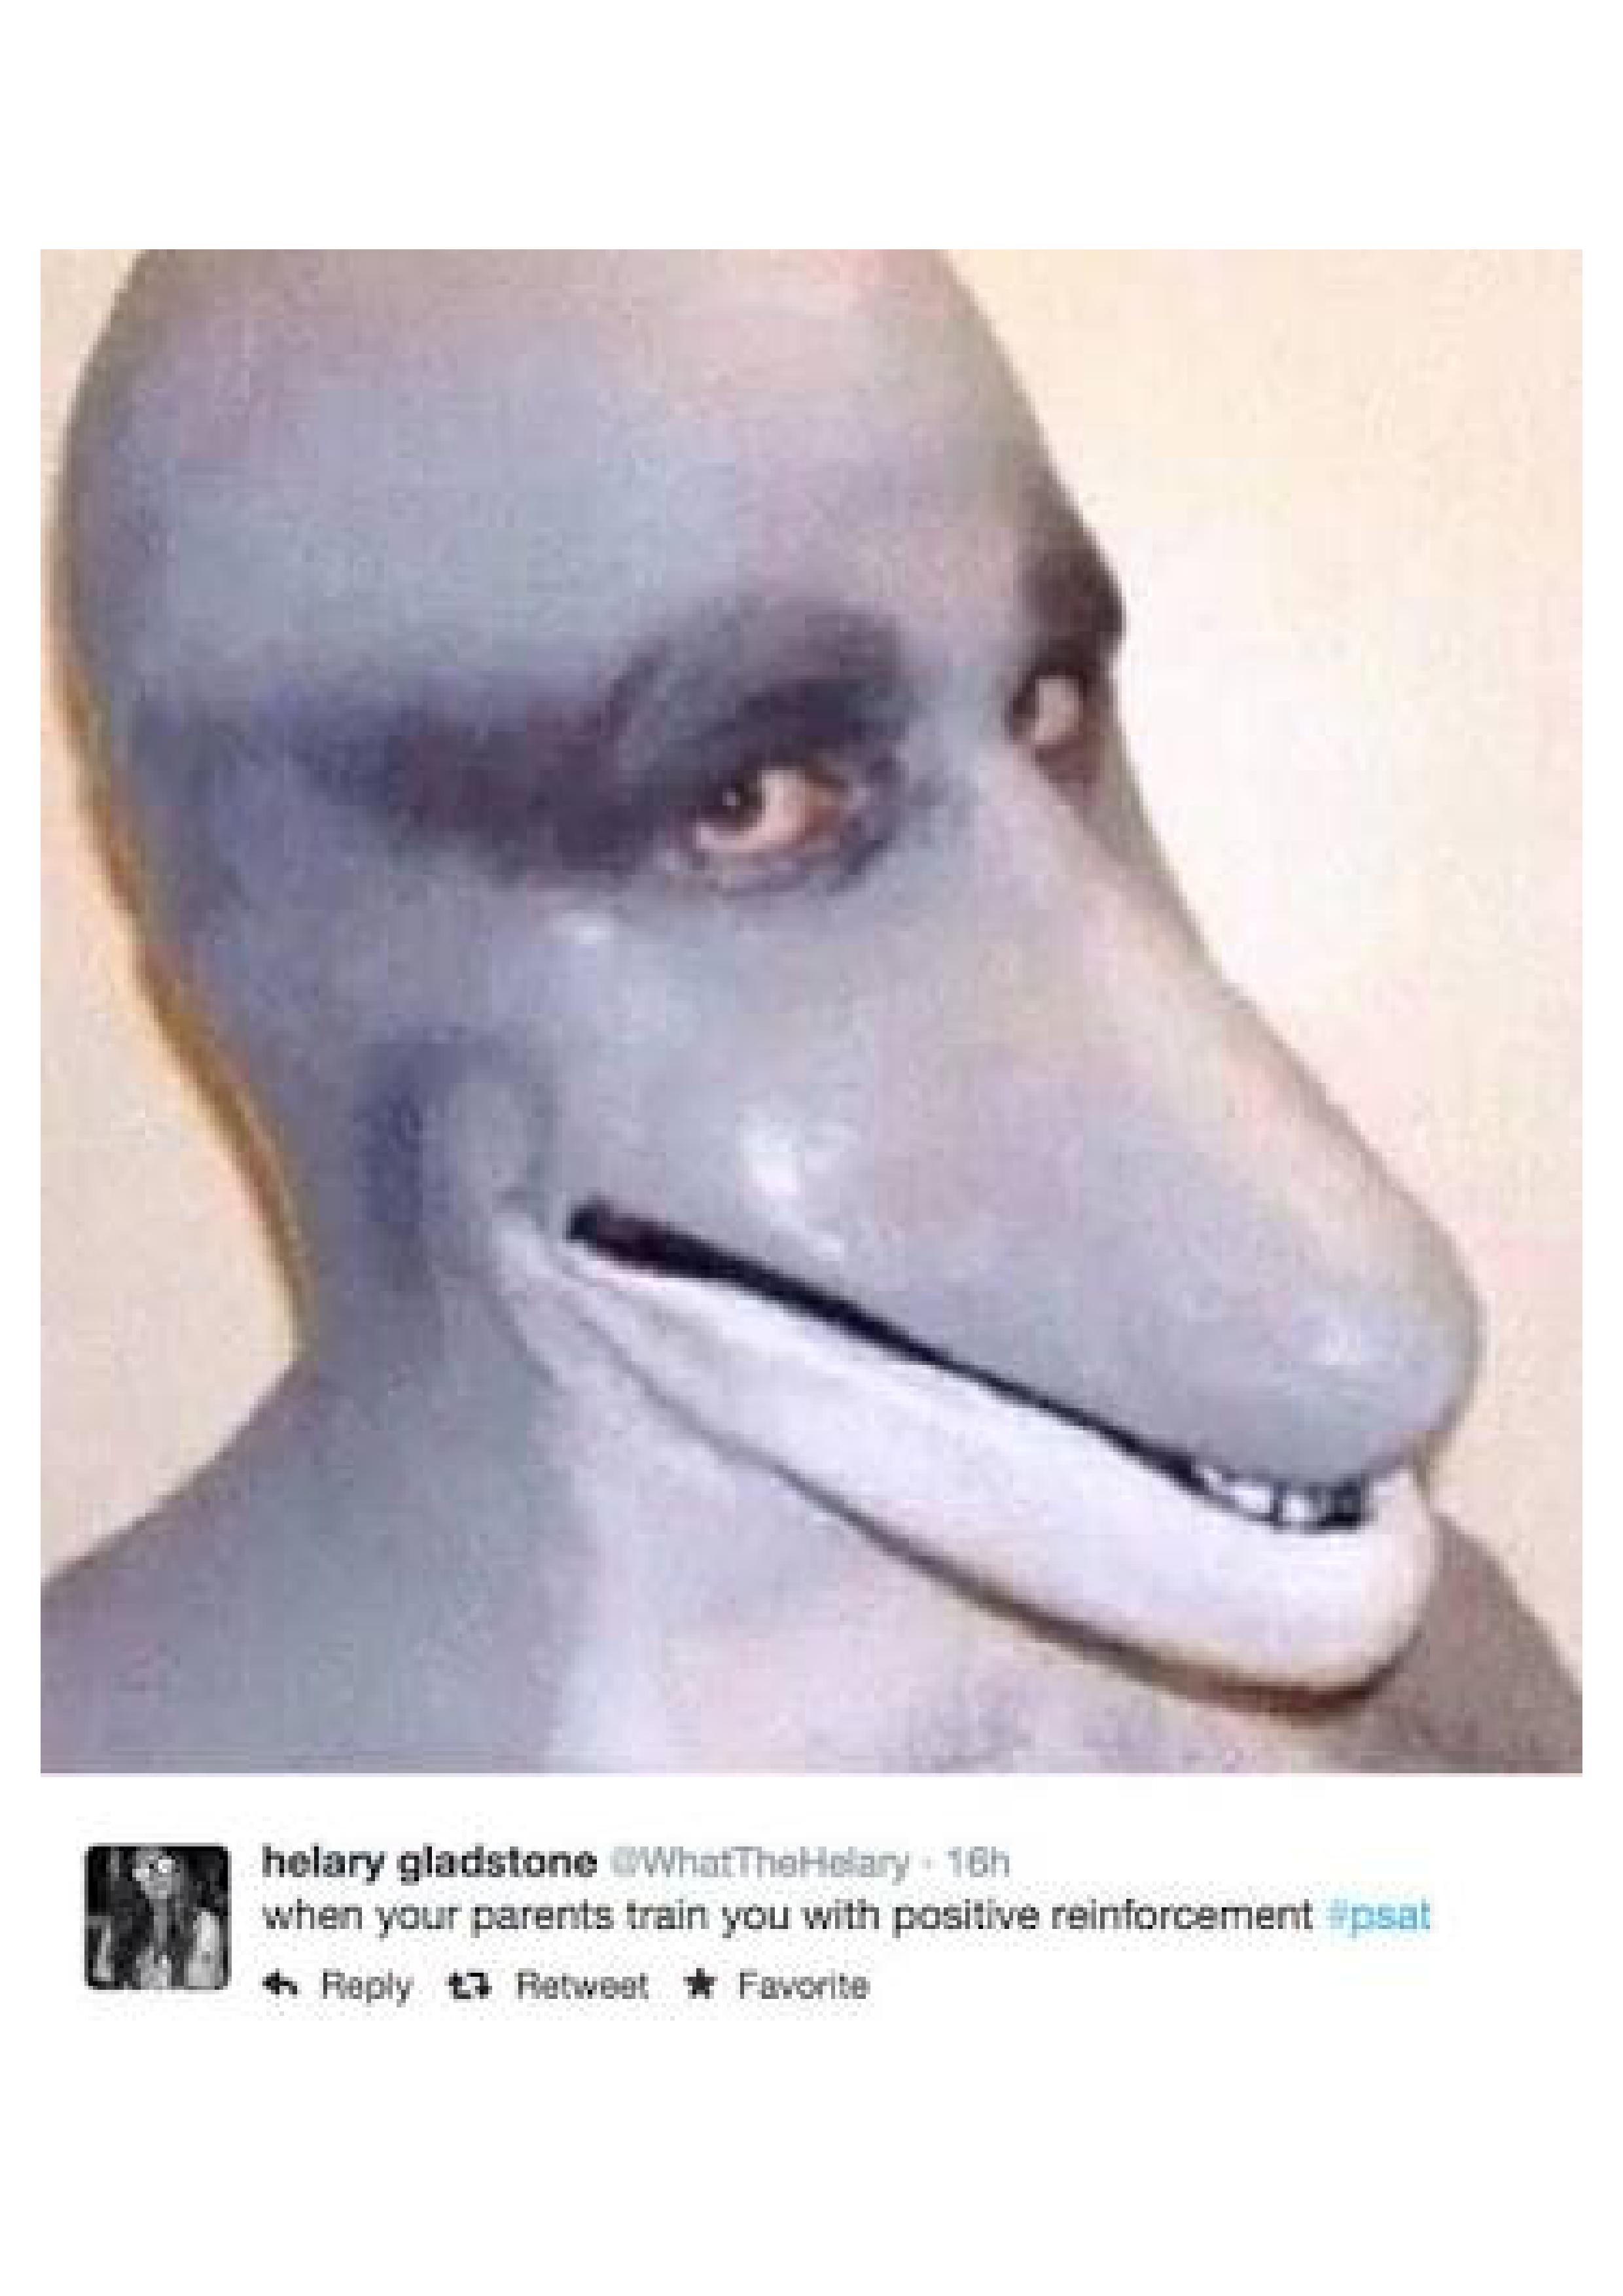 helary gladstone @WhatTheHelary · 16h
when your parents train you with positive reinforcement #psat
Reply Retweet Favorite